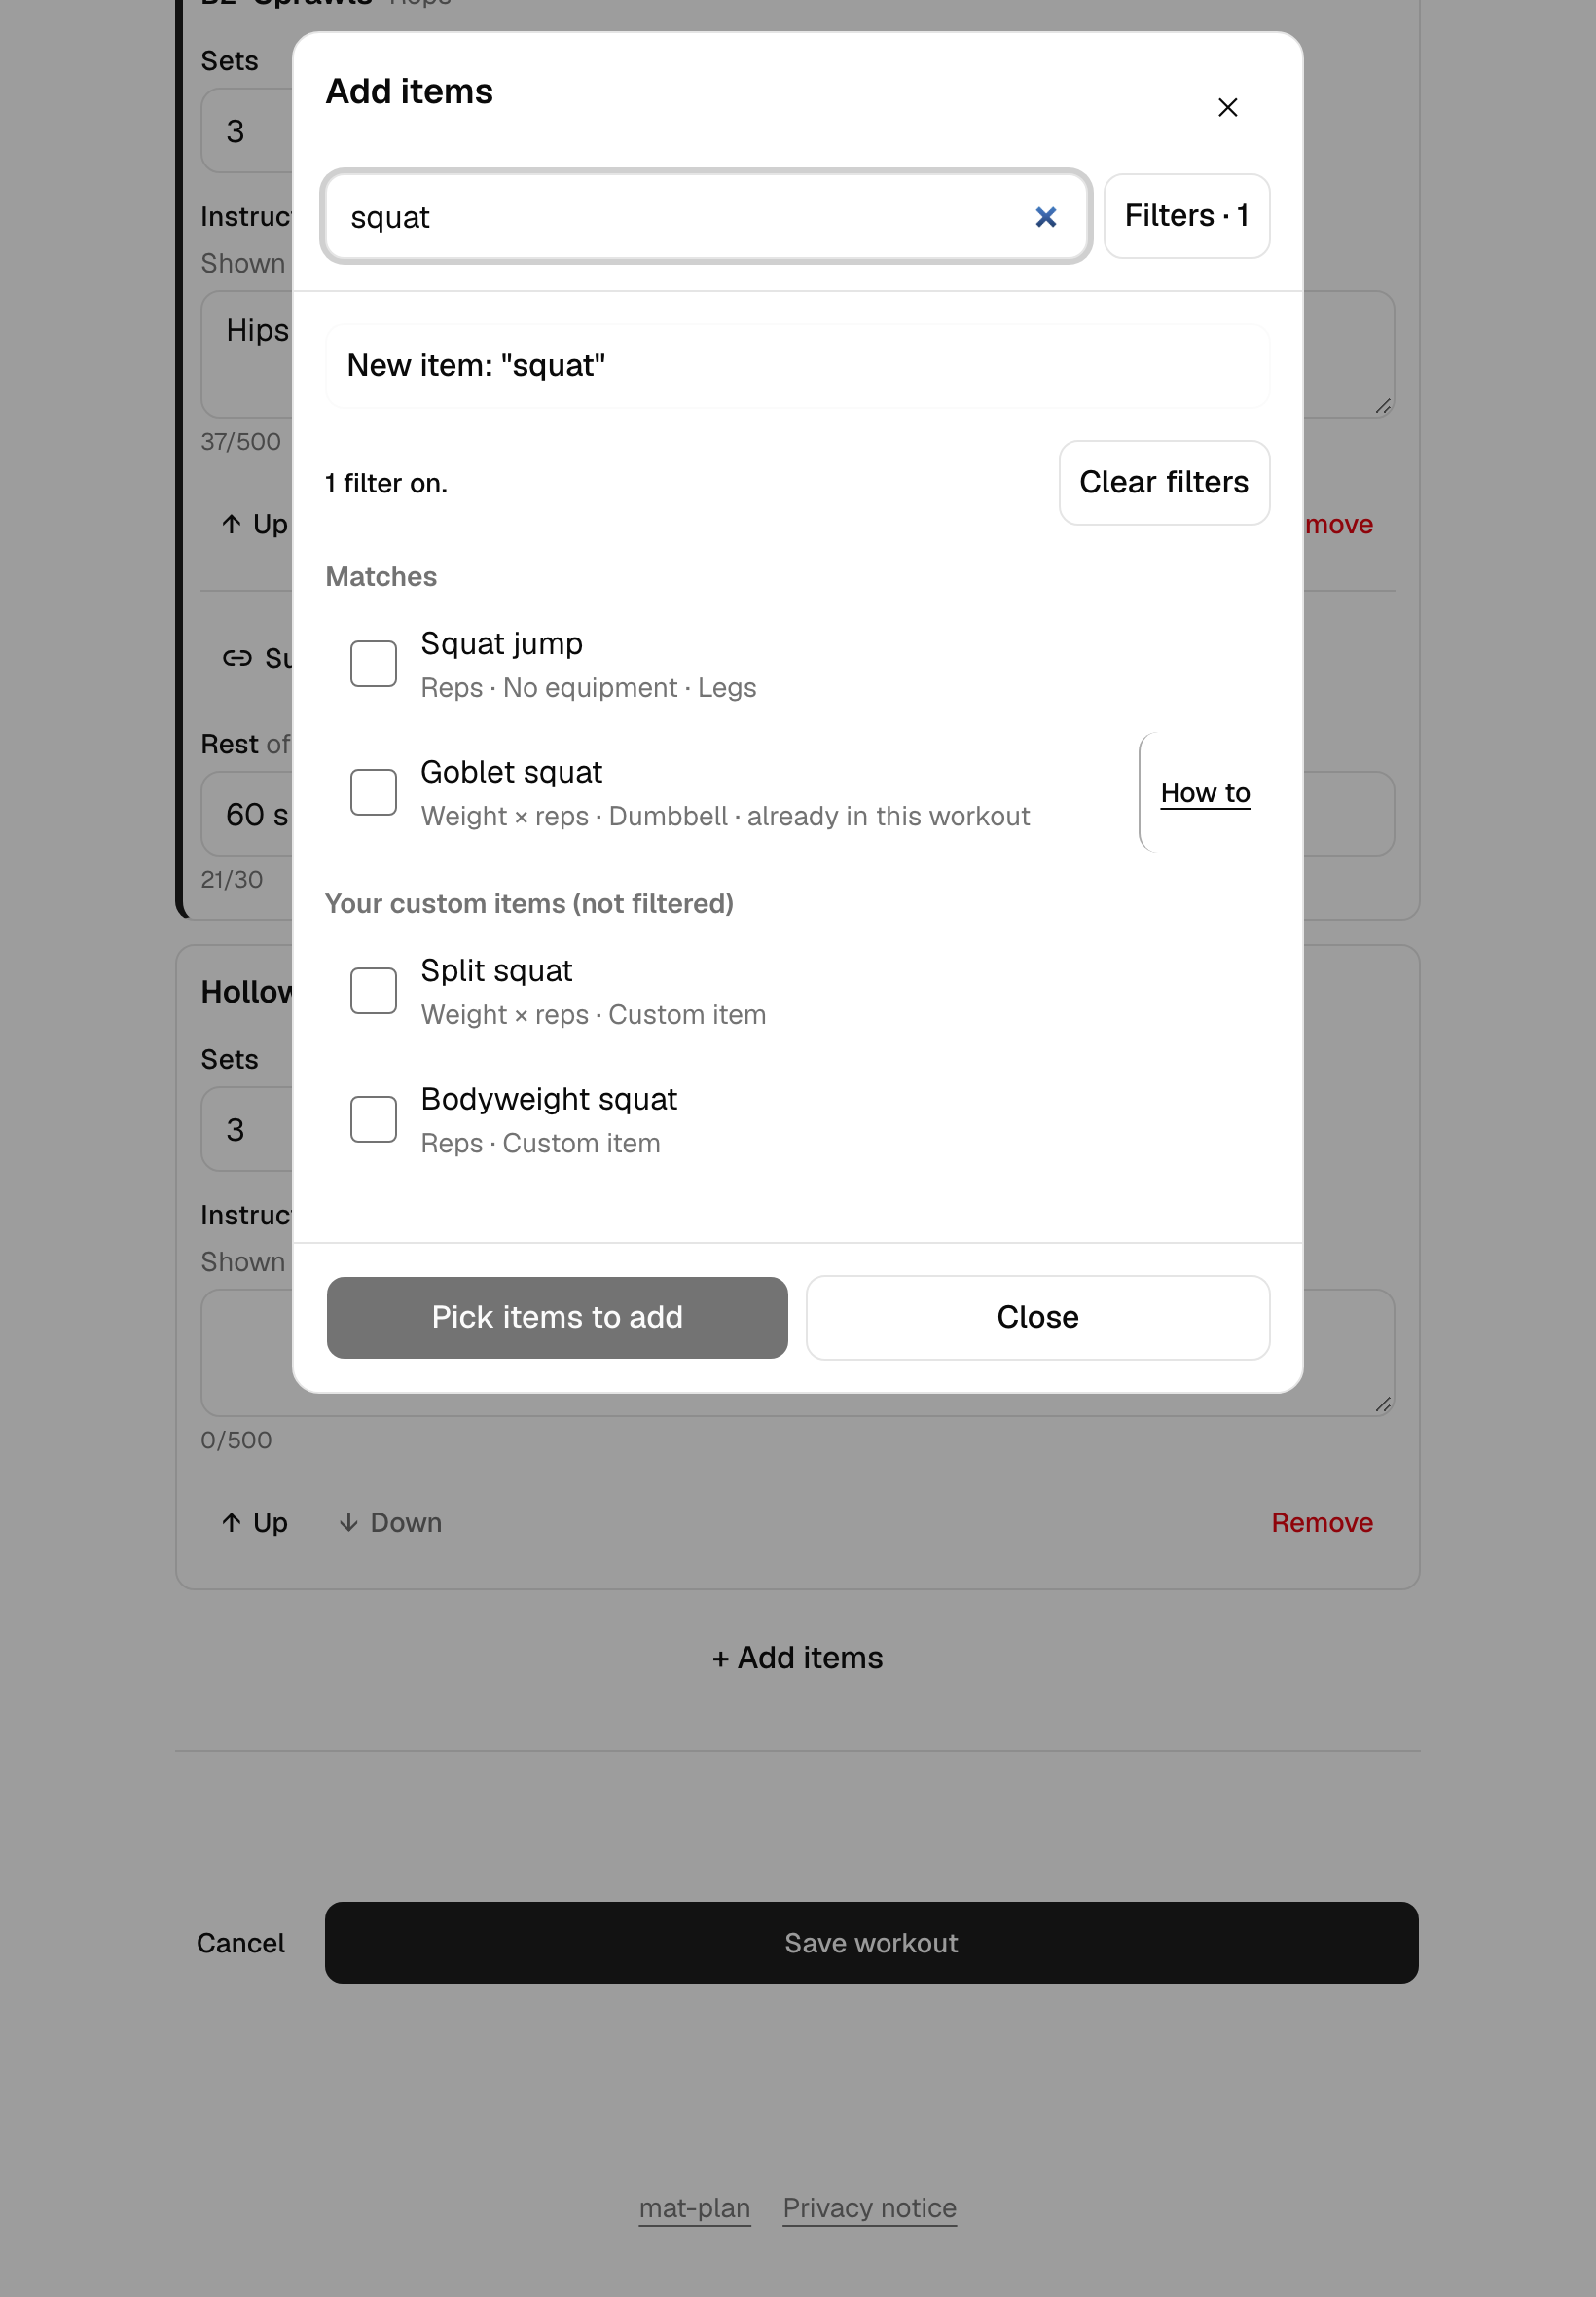 Sets
3
Instruc
Shown
Hips
37/500
↑ Up
move
Su
Rest of
60 s
21/30
Add items
squat
Filters · 1
New item: "squat"
1 filter on.
Clear filters
Matches
Squat jump
Reps · No equipment · Legs
Goblet squat
Weight × reps · Dumbbell · already in this workout
How to
Your custom items (not filtered)
Split squat
Weight × reps · Custom item
Bodyweight squat
Reps · Custom item
Pick items to add
Close
Hollow
Sets
3
Instruc
Shown
0/500
↑ Up
↓ Down
Remove
+ Add items
Cancel
Save workout
mat-plan
Privacy notice